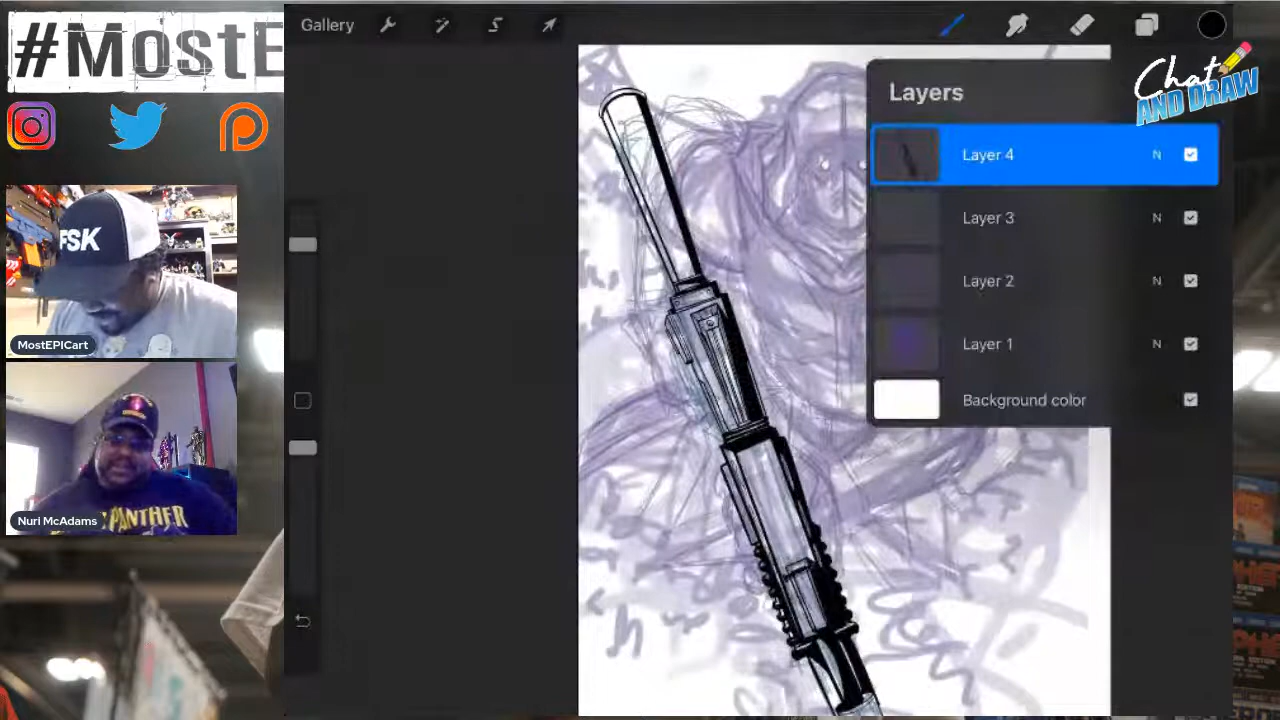 #MostE
Gallery
Chat
AND DRAW
Layers
Layer 4
N
Layer 3
N
Layer 2
N
Layer 1
N
Background color
FSK
MostEPICart
PANTHER
Nuri McAdams